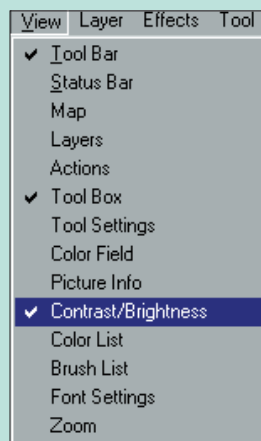 View Layer Effects Tool
✓ Tool Bar
Status Bar
Map
Layers
Actions
✓ Tool Box
Tool Settings
Color Field
Picture Info
✓ Contrast/Brightness
Color List
Brush List
Font Settings
Zoom